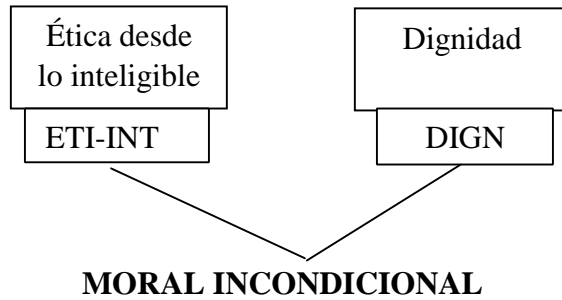 Ética desde
lo inteligible
ETI-INT
Dignidad
DIGN
MORAL INCONDICIONAL